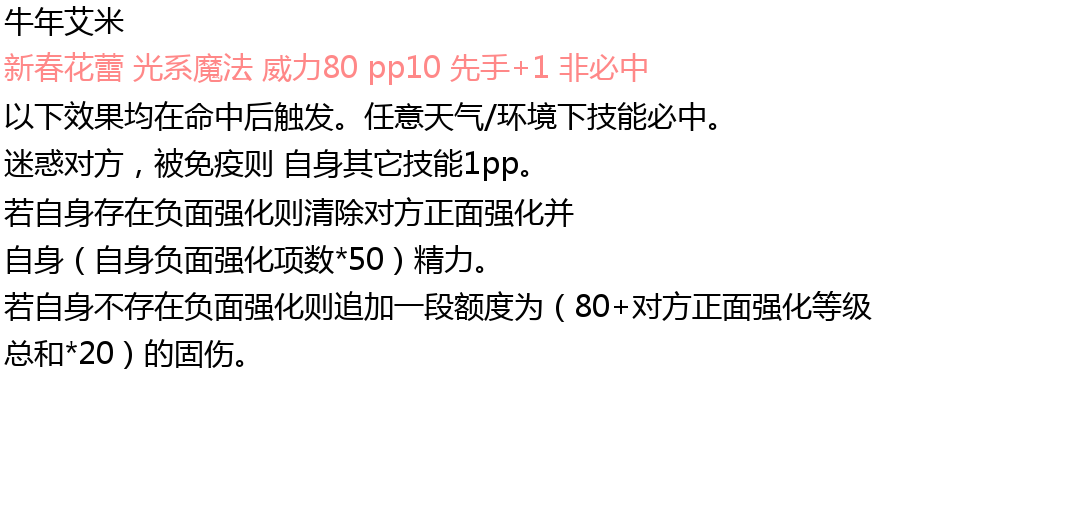 牛年艾米
新春花蕾 光系魔法 威力80 pp10 先手+1 非必中
以下效果均在命中后触发。任意天气/环境下技能必中。
迷惑对方，被免疫则 自身其它技能1pp。
若自身存在负面强化则清除对方正面强化并
自身（自身负面强化项数*50）精力。
若自身不存在负面强化则追加一段额度为（80+对方正面强化等级
总和*20）的固伤。